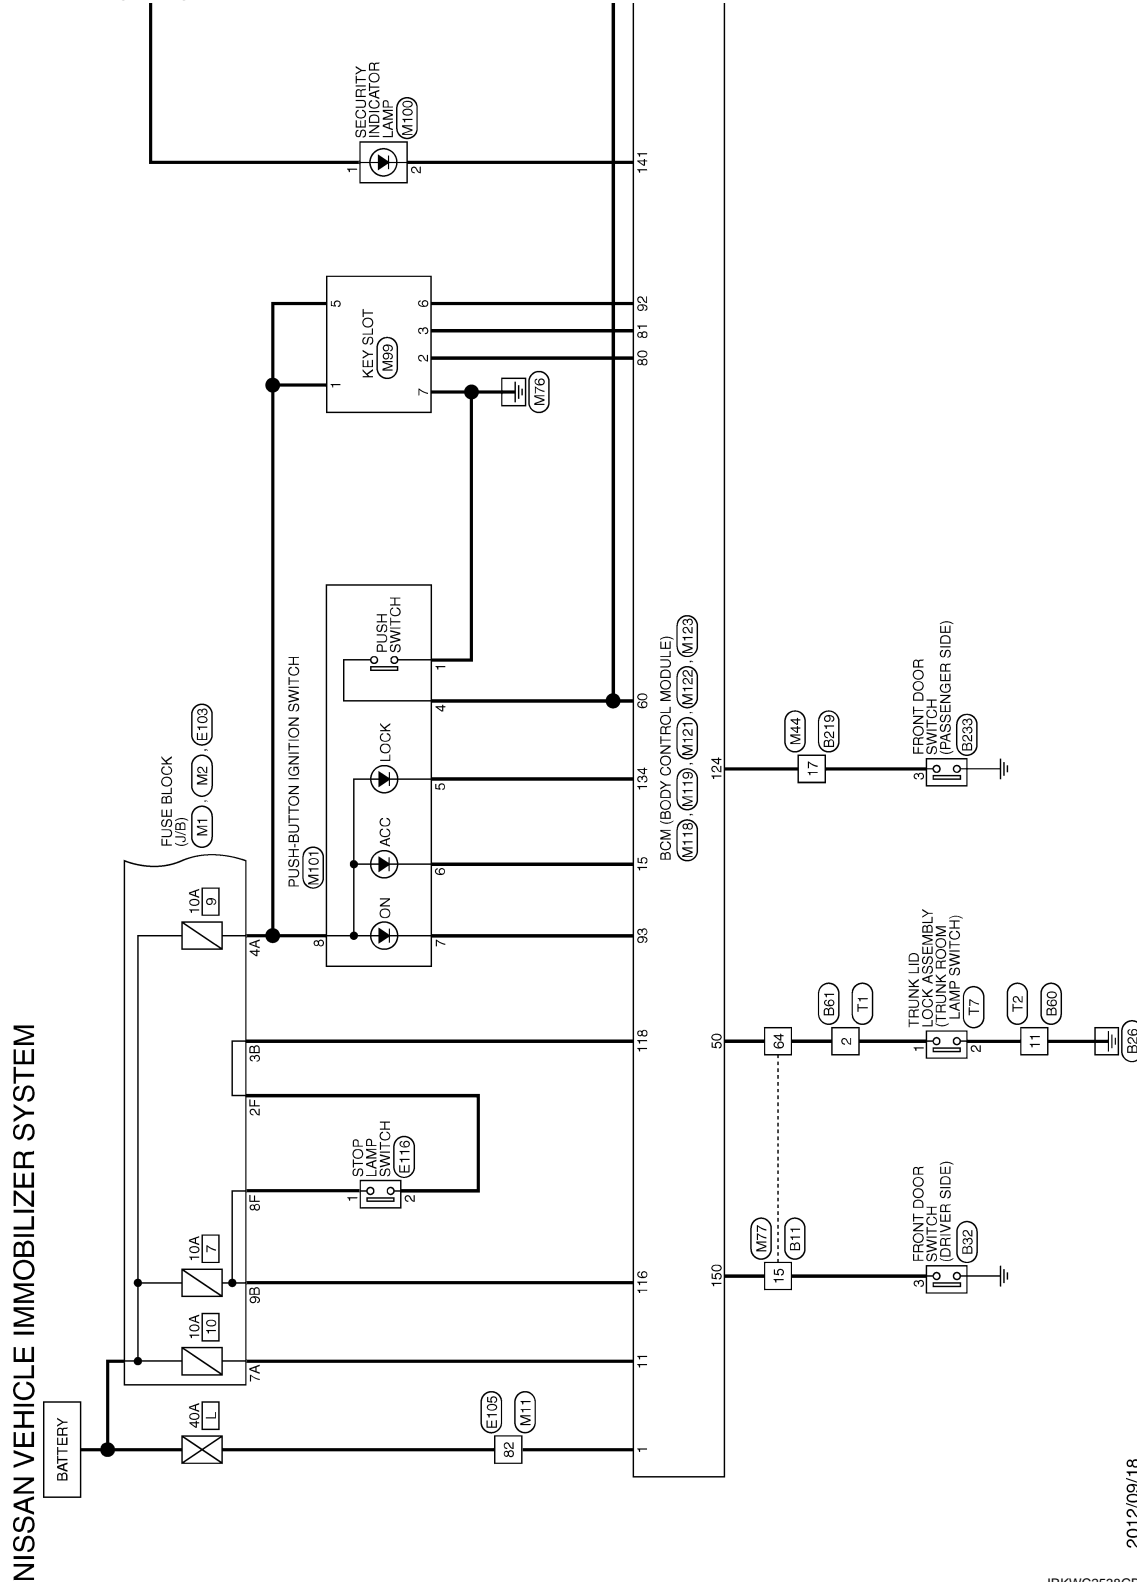 NISSAN VEHICLE IMMOBILIZER SYSTEM
BATTERY
40A
L
10A
10
10A
7
10A
9
FUSE BLOCK
(J/B)
M1 , M2 , E103
7A
9B
8F
2F
3B
4A
STOP
LAMP
SWITCH
E116
1
2
E105
82
M11
PUSH-BUTTON IGNITION SWITCH
M101
8
ON
ACC
LOCK
PUSH
SWITCH
7
6
5
4
1
KEY SLOT
M99
1
5
7
2
3
6
M76
SECURITY
INDICATOR
LAMP
M100
1
2
1
11
116
118
93
15
134
60
80
81
92
141
BCM (BODY CONTROL MODULE)
M118 , M119 , M121 , M122 , M123
150
50
124
M77
15
B11
64
B61
2
T1
M44
17
B219
FRONT DOOR
SWITCH
(DRIVER SIDE)
B32
3
TRUNK LID
LOCK ASSEMBLY
(TRUNK ROOM
LAMP SWITCH)
T7
1
2
T2
11
B60
B26
FRONT DOOR
SWITCH
(PASSENGER SIDE)
B233
3
2012/09/18